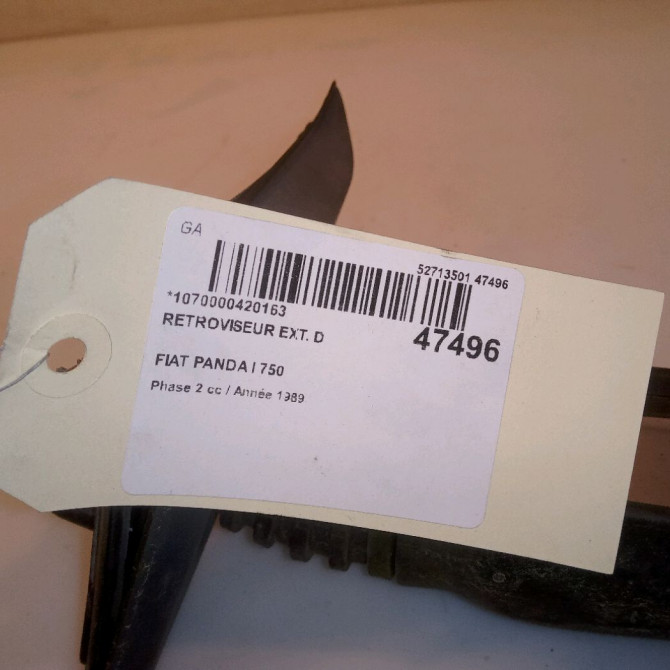 GA
52713501 47496
*1070000420163
RETROVISEUR EXT. D
47496
FIAT PANDA I 750
Phase 2 cc / Année 1989